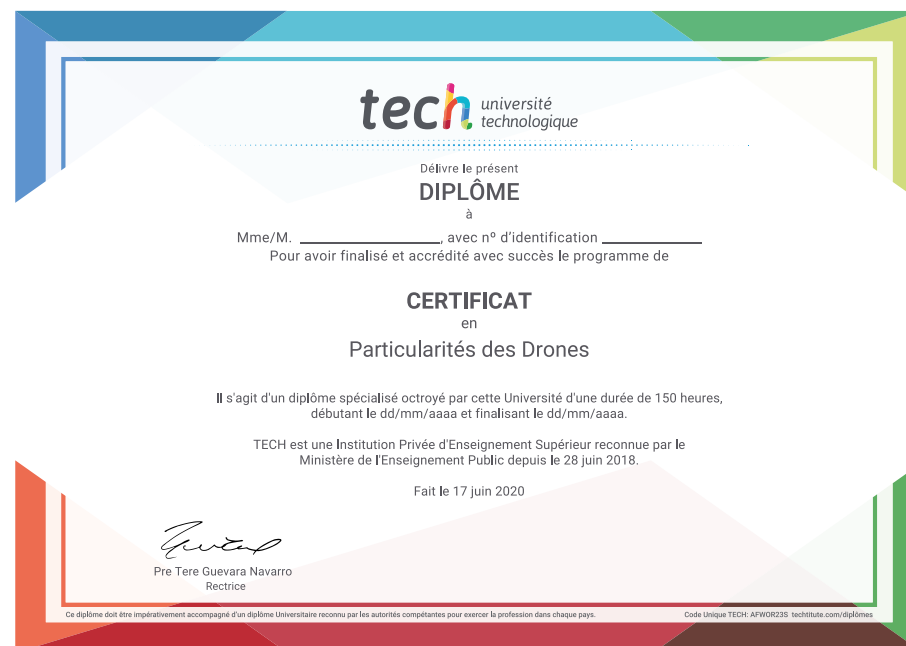 tech université
technologique
Délivre le présent
DIPLÔME
à
Mme/M. ____________________, avec nº d'identification ______________
Pour avoir finalisé et accrédité avec succès le programme de
CERTIFICAT
en
Particularités des Drones
Il s'agit d'un diplôme spécialisé octroyé par cette Université d'une durée de 150 heures,
débutant le dd/mm/aaaa et finalisant le dd/mm/aaaa.
TECH est une Institution Privée d'Enseignement Supérieur reconnue par le
Ministère de l'Enseignement Public depuis le 28 juin 2018.
Fait le 17 juin 2020
Pre Tere Guevara Navarro
Rectrice
Ce diplôme doit être impérativement accompagné d'un diplôme Universitaire reconnu par les autorités compétantes pour exercer la profession dans chaque pays.
Code Unique TECH: AFWOR23S techtitute.com/diplômes